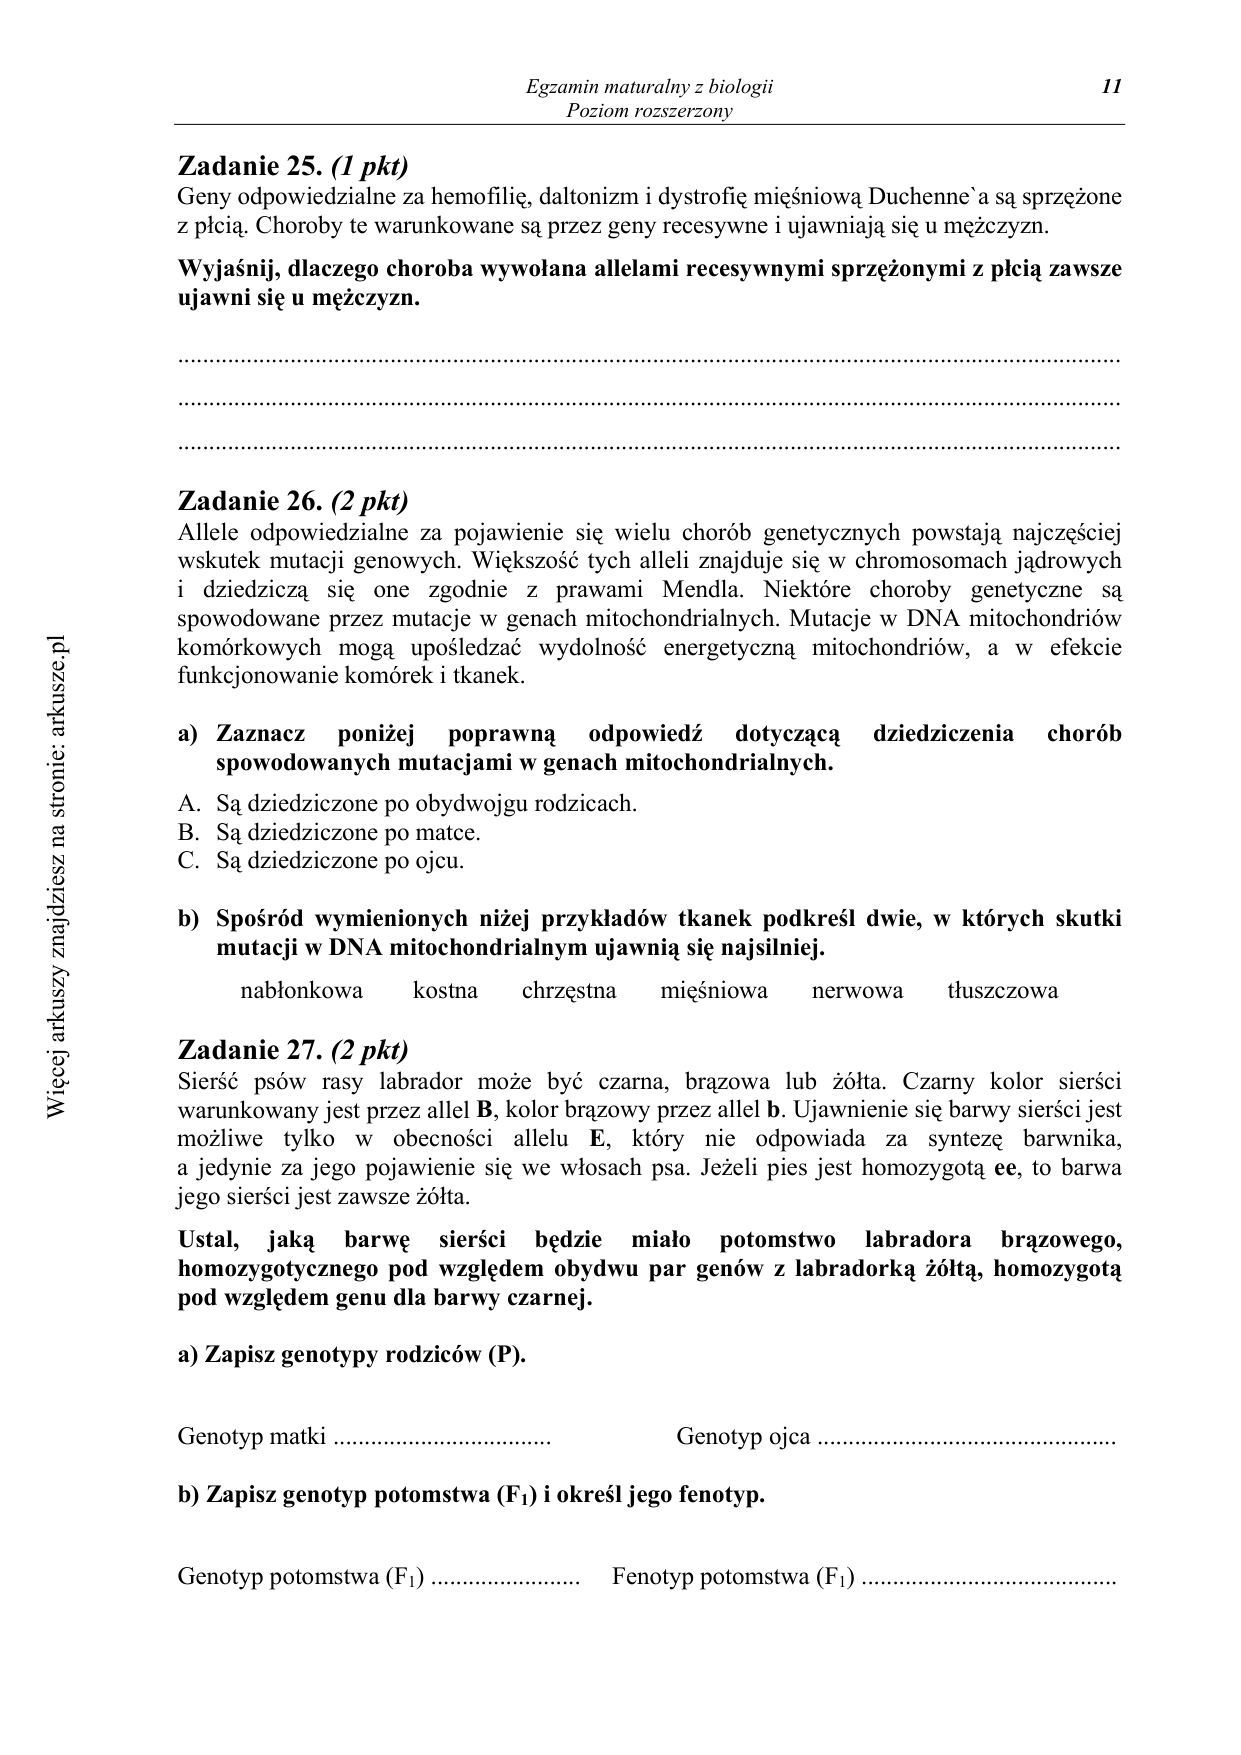 Egzamin maturalny z biologii
Poziom rozszerzony
11
Zadanie 25. (1 pkt)
Geny odpowiedzialne za hemofilię, daltonizm i dystrofię mięśniową Duchenne`a są sprzężone
z płcią. Choroby te warunkowane są przez geny recesywne i ujawniają się u mężczyzn.
Wyjaśnij, dlaczego choroba wywołana allelami recesywnymi sprzężonymi z płcią zawsze
ujawni się u mężczyzn.
.......................................................................................................................................................
.......................................................................................................................................................
.......................................................................................................................................................
Zadanie 26. (2 pkt)
Allele odpowiedzialne za pojawienie się wielu chorób genetycznych powstają najczęściej
wskutek mutacji genowych. Większość tych alleli znajduje się w chromosomach jądrowych
i dziedziczą się one zgodnie z prawami Mendla. Niektóre choroby genetyczne są
spowodowane przez mutacje w genach mitochondrialnych. Mutacje w DNA mitochondriów
komórkowych mogą upośledzać wydolność energetyczną mitochondriów, a w efekcie
funkcjonowanie komórek i tkanek.
a) Zaznacz poniżej poprawną odpowiedź dotyczącą dziedziczenia chorób
spowodowanych mutacjami w genach mitochondrialnych.
A. Są dziedziczone po obydwojgu rodzicach.
B. Są dziedziczone po matce.
C. Są dziedziczone po ojcu.
b) Spośród wymienionych niżej przykładów tkanek podkreśl dwie, w których skutki
mutacji w DNA mitochondrialnym ujawnią się najsilniej.
nabłonkowa kostna chrzęstna mięśniowa nerwowa tłuszczowa
Zadanie 27. (2 pkt)
Sierść psów rasy labrador może być czarna, brązowa lub żółta. Czarny kolor sierści
warunkowany jest przez allel B, kolor brązowy przez allel b. Ujawnienie się barwy sierści jest
możliwe tylko w obecności allelu E, który nie odpowiada za syntezę barwnika,
a jedynie za jego pojawienie się we włosach psa. Jeżeli pies jest homozygotą ee, to barwa
jego sierści jest zawsze żółta.
Ustal, jaką barwę sierści będzie miało potomstwo labradora brązowego,
homozygotycznego pod względem obydwu par genów z labradorką żółtą, homozygotą
pod względem genu dla barwy czarnej.
a) Zapisz genotypy rodziców (P).
Genotyp matki ................................... Genotyp ojca ................................................
b) Zapisz genotyp potomstwa (F1) i określ jego fenotyp.
Genotyp potomstwa (F1) ........................ Fenotyp potomstwa (F1) .........................................
Więcej arkuszy znajdziesz na stronie: arkusze.pl